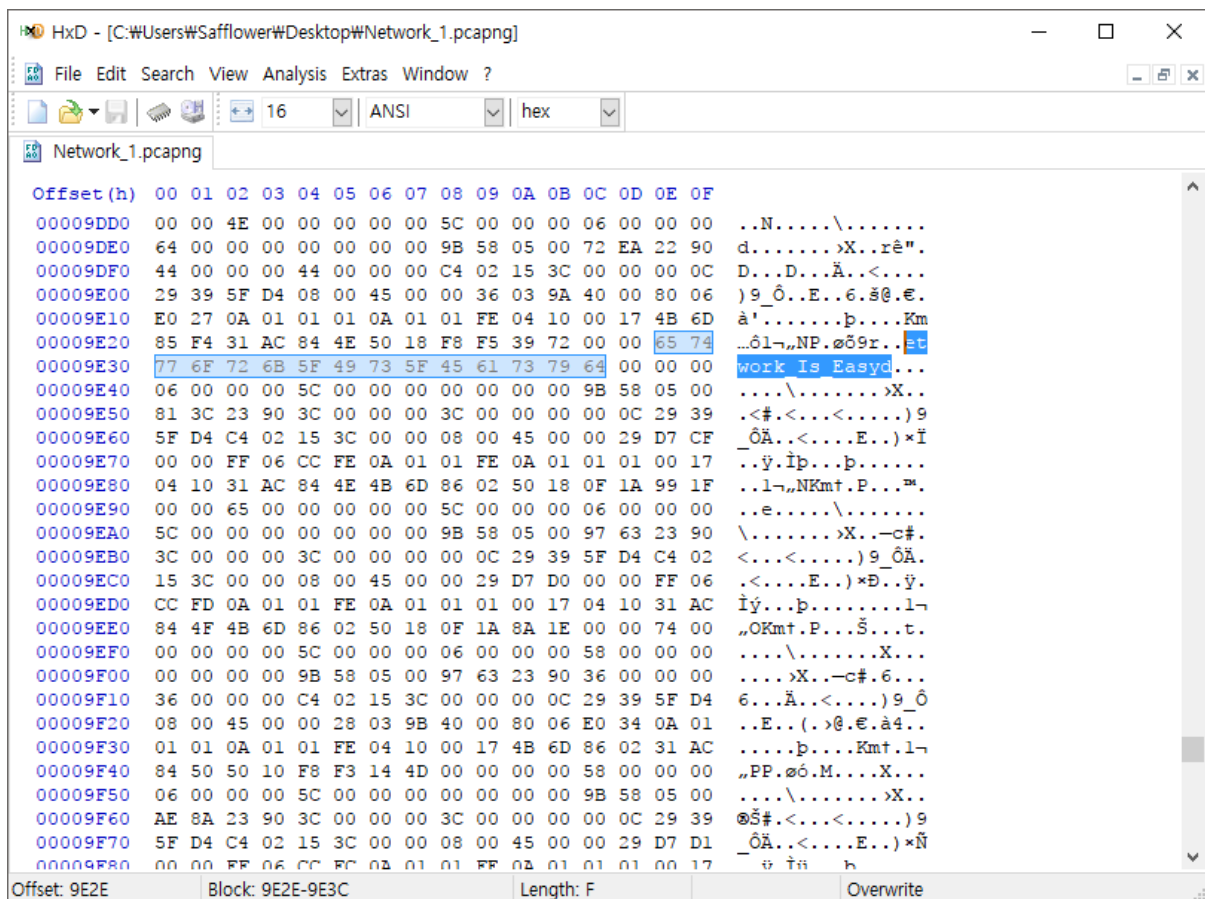 HxD - [C:₩Users₩Safflower₩Desktop₩Network_1.pcapng]
File Edit Search View Analysis Extras Window ?
16 ANSI hex
Network_1.pcapng
Offset(h) 00 01 02 03 04 05 06 07 08 09 0A 0B 0C 0D 0E 0F
00009DD0 00 00 4E 00 00 00 00 00 5C 00 00 00 06 00 00 00 ..N.....\.......
00009DE0 64 00 00 00 00 00 00 00 9B 58 05 00 72 EA 22 90 d.......›X..rê".
00009DF0 44 00 00 00 44 00 00 00 C4 02 15 3C 00 00 00 0C D...D...Ä..<....
00009E00 29 39 5F D4 08 00 45 00 00 36 03 9A 40 00 80 06 )9_Ô..E..6.š@.€.
00009E10 E0 27 0A 01 01 01 0A 01 01 FE 04 10 00 17 4B 6D à'.......þ....Km
00009E20 85 F4 31 AC 84 4E 50 18 F8 F5 39 72 00 00 65 74 …ô1¬„NP.øõ9r..et
00009E30 77 6F 72 6B 5F 49 73 5F 45 61 73 79 64 00 00 00 work_Is_Easyd...
00009E40 06 00 00 00 5C 00 00 00 00 00 00 00 9B 58 05 00 ....\.......›X..
00009E50 81 3C 23 90 3C 00 00 00 3C 00 00 00 00 0C 29 39 .<#.<...<.....)9
00009E60 5F D4 C4 02 15 3C 00 00 08 00 45 00 00 29 D7 CF _ÔÄ..<....E..)×Ï
00009E70 00 00 FF 06 CC FE 0A 01 01 FE 0A 01 01 01 00 17 ..ÿ.Ìþ...þ......
00009E80 04 10 31 AC 84 4E 4B 6D 86 02 50 18 0F 1A 99 1F ..1¬„NKm†.P...™.
00009E90 00 00 65 00 00 00 00 00 5C 00 00 00 06 00 00 00 ..e.....\.......
00009EA0 5C 00 00 00 00 00 00 00 9B 58 05 00 97 63 23 90 \.......›X..—c#.
00009EB0 3C 00 00 00 3C 00 00 00 00 0C 29 39 5F D4 C4 02 <...<.....)9_ÔÄ.
00009EC0 15 3C 00 00 08 00 45 00 00 29 D7 D0 00 00 FF 06 .<....E..)×Ð..ÿ.
00009ED0 CC FD 0A 01 01 FE 0A 01 01 01 00 17 04 10 31 AC Ìý...þ........1¬
00009EE0 84 4F 4B 6D 86 02 50 18 0F 1A 8A 1E 00 00 74 00 „OKm†.P...Š...t.
00009EF0 00 00 00 00 5C 00 00 00 06 00 00 00 58 00 00 00 ....\.......X...
00009F00 00 00 00 00 9B 58 05 00 97 63 23 90 36 00 00 00 ....›X..—c#.6...
00009F10 36 00 00 00 C4 02 15 3C 00 00 00 0C 29 39 5F D4 6...Ä..<....)9_Ô
00009F20 08 00 45 00 00 28 03 9B 40 00 80 06 E0 34 0A 01 ..E..(.›@.€.à4..
00009F30 01 01 0A 01 01 FE 04 10 00 17 4B 6D 86 02 31 AC .....þ....Km†.1¬
00009F40 84 50 50 10 F8 F3 14 4D 00 00 00 00 58 00 00 00 „PP.øó.M....X...
00009F50 06 00 00 00 5C 00 00 00 00 00 00 00 9B 58 05 00 ....\.......›X..
00009F60 AE 8A 23 90 3C 00 00 00 3C 00 00 00 00 0C 29 39 ®Š#.<...<.....)9
00009F70 5F D4 C4 02 15 3C 00 00 08 00 45 00 00 29 D7 D1 _ÔÄ..<....E..)×Ñ
00009F80 00 00 FF 06 CC FC 0A 01 01 FE 0A 01 01 01 00 17 ..ÿ.Ìü...þ......
Offset: 9E2E Block: 9E2E-9E3C Length: F Overwrite